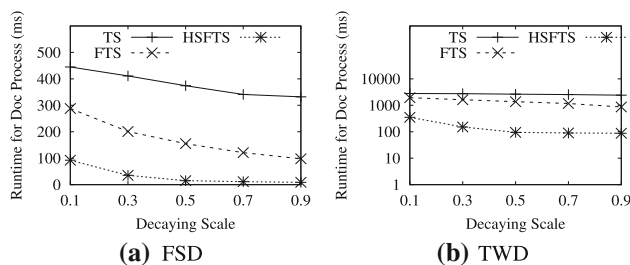 Runtime for Doc Process (ms)
TS
HSFTS
FTS
500
400
300
200
100
0
0.1 0.3 0.5 0.7 0.9
Decaying Scale
(a) FSD
Runtime for Doc Process (ms)
TS
HSFTS
FTS
10000
1000
100
10
1
0.1 0.3 0.5 0.7 0.9
Decaying Scale
(b) TWD